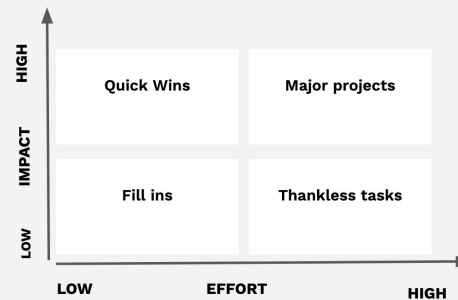 HIGH
Quick Wins
Major projects
IMPACT
Fill ins
Thankless tasks
LOW
LOW
EFFORT
HIGH